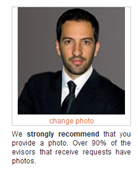 change photo
We strongly recommend that you
provide a photo. Over 90% of the
evisors that receive requests have
photos.